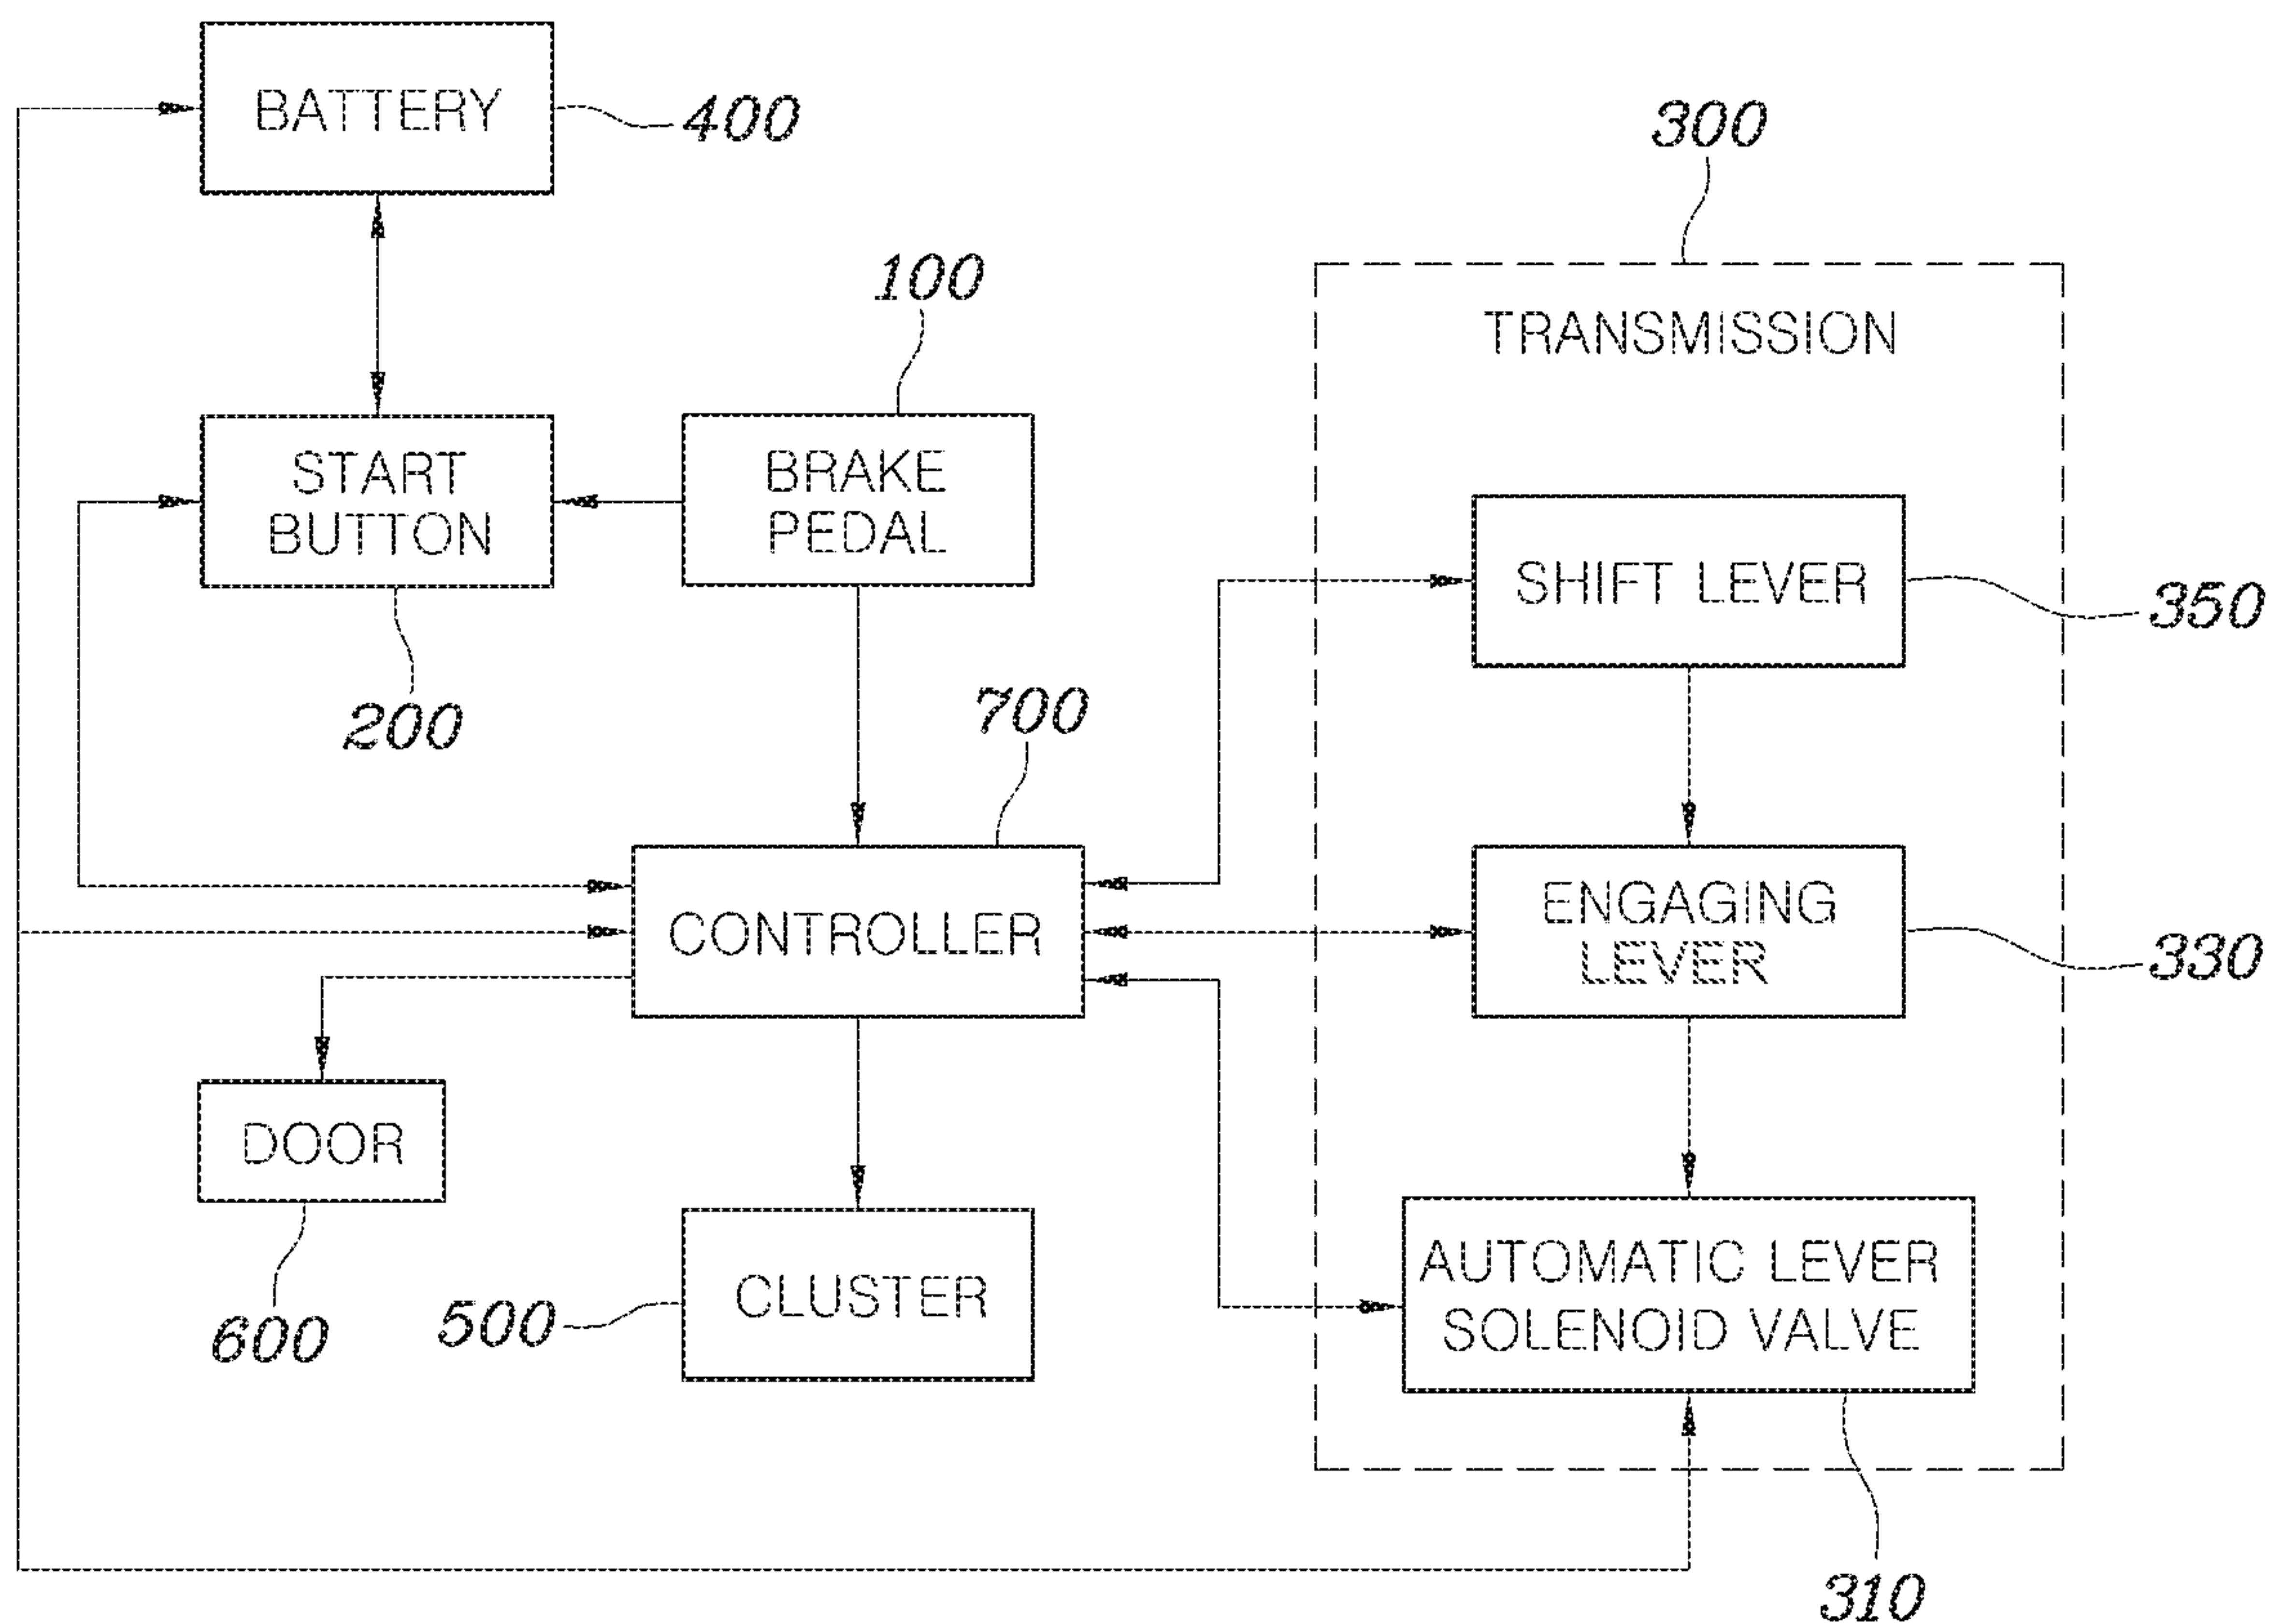 BATTERY
400
300
100
TRANSMISSION
START
BUTTON
BRAKE
PEDAL
SHIFT LEVER
350
200
700
CONTROLLER
ENGAGING
LEVER
330
DOOR
600
CLUSTER
500
AUTOMATIC LEVER
SOLENOID VALVE
310